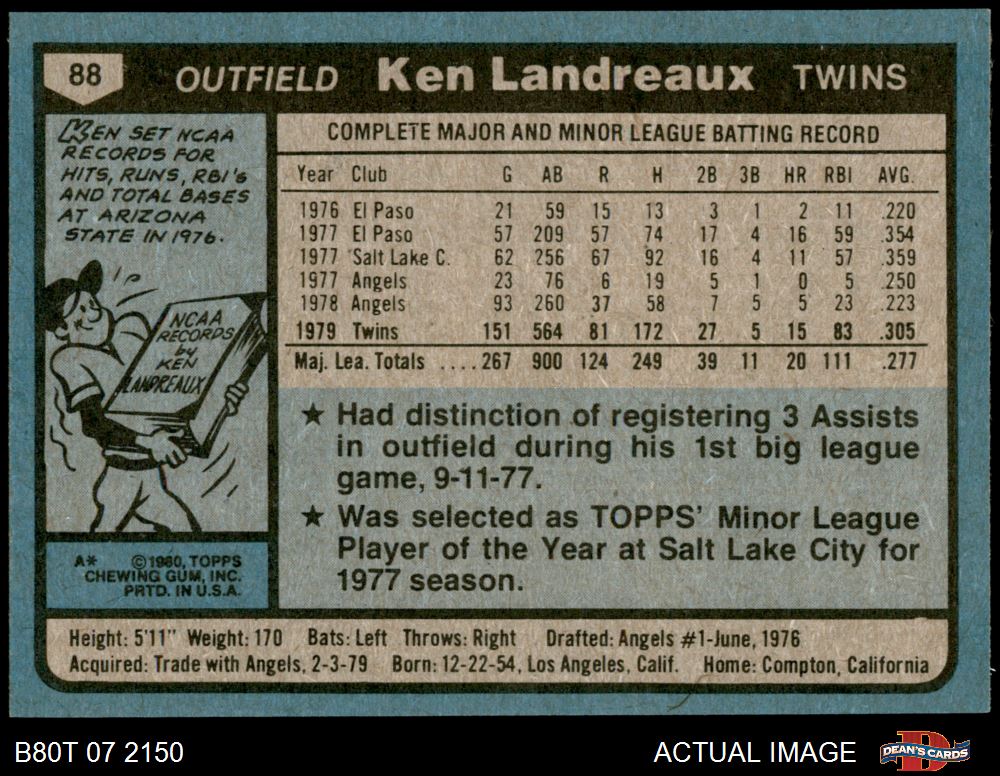 88 OUTFIELD Ken Landreaux TWINS
KEN SET NCAA
RECORDS FOR
HITS, RUNS, RBI's
AND TOTAL BASES
AT ARIZONA
STATE IN 1976.
NCAA
RECORDS
by
KEN
LANDREAUX
A* ©1980, TOPPS
CHEWING GUM, INC.
PRTD. IN U.S.A.
COMPLETE MAJOR AND MINOR LEAGUE BATTING RECORD
Year Club G AB R H 2B 3B HR RBI AVG.
1976 El Paso 21 59 15 13 3 1 2 11 .220
1977 El Paso 57 209 57 74 17 4 16 59 .354
1977 Salt Lake C. 62 256 67 92 16 4 11 57 .359
1977 Angels 23 76 6 19 5 1 0 5 .250
1978 Angels 93 260 37 58 7 5 5 23 .223
1979 Twins 151 564 81 172 27 5 15 83 .305
Maj. Lea. Totals ....267 900 124 249 39 11 20 111 .277
★ Had distinction of registering 3 Assists
in outfield during his 1st big league
game, 9-11-77.
★ Was selected as TOPPS' Minor League
Player of the Year at Salt Lake City for
1977 season.
Height: 5'11" Weight: 170 Bats: Left Throws: Right Drafted: Angels #1-June, 1976
Acquired: Trade with Angels, 2-3-79 Born: 12-22-54, Los Angeles, Calif. Home: Compton, California
B80T 07 2150 ACTUAL IMAGE DEAN'S CARDS